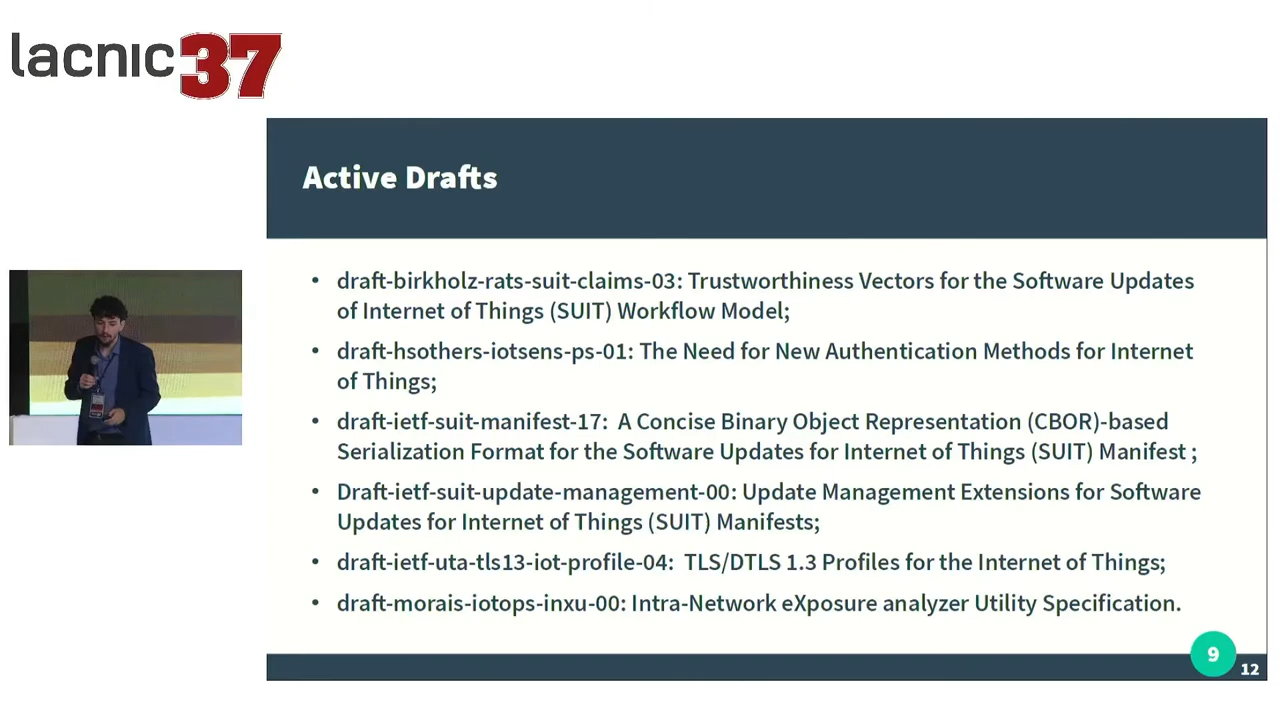 lacnic37
Active Drafts
• draft-birkholz-rats-suit-claims-03: Trustworthiness Vectors for the Software Updates
of Internet of Things (SUIT) Workflow Model;
• draft-hsothers-iotsens-ps-01: The Need for New Authentication Methods for Internet
of Things;
• draft-ietf-suit-manifest-17:  A Concise Binary Object Representation (CBOR)-based
Serialization Format for the Software Updates for Internet of Things (SUIT) Manifest ;
• Draft-ietf-suit-update-management-00: Update Management Extensions for Software
Updates for Internet of Things (SUIT) Manifests;
• draft-ietf-uta-tls13-iot-profile-04:  TLS/DTLS 1.3 Profiles for the Internet of Things;
• draft-morais-iotops-inxu-00: Intra-Network eXposure analyzer Utility Specification.
9
12